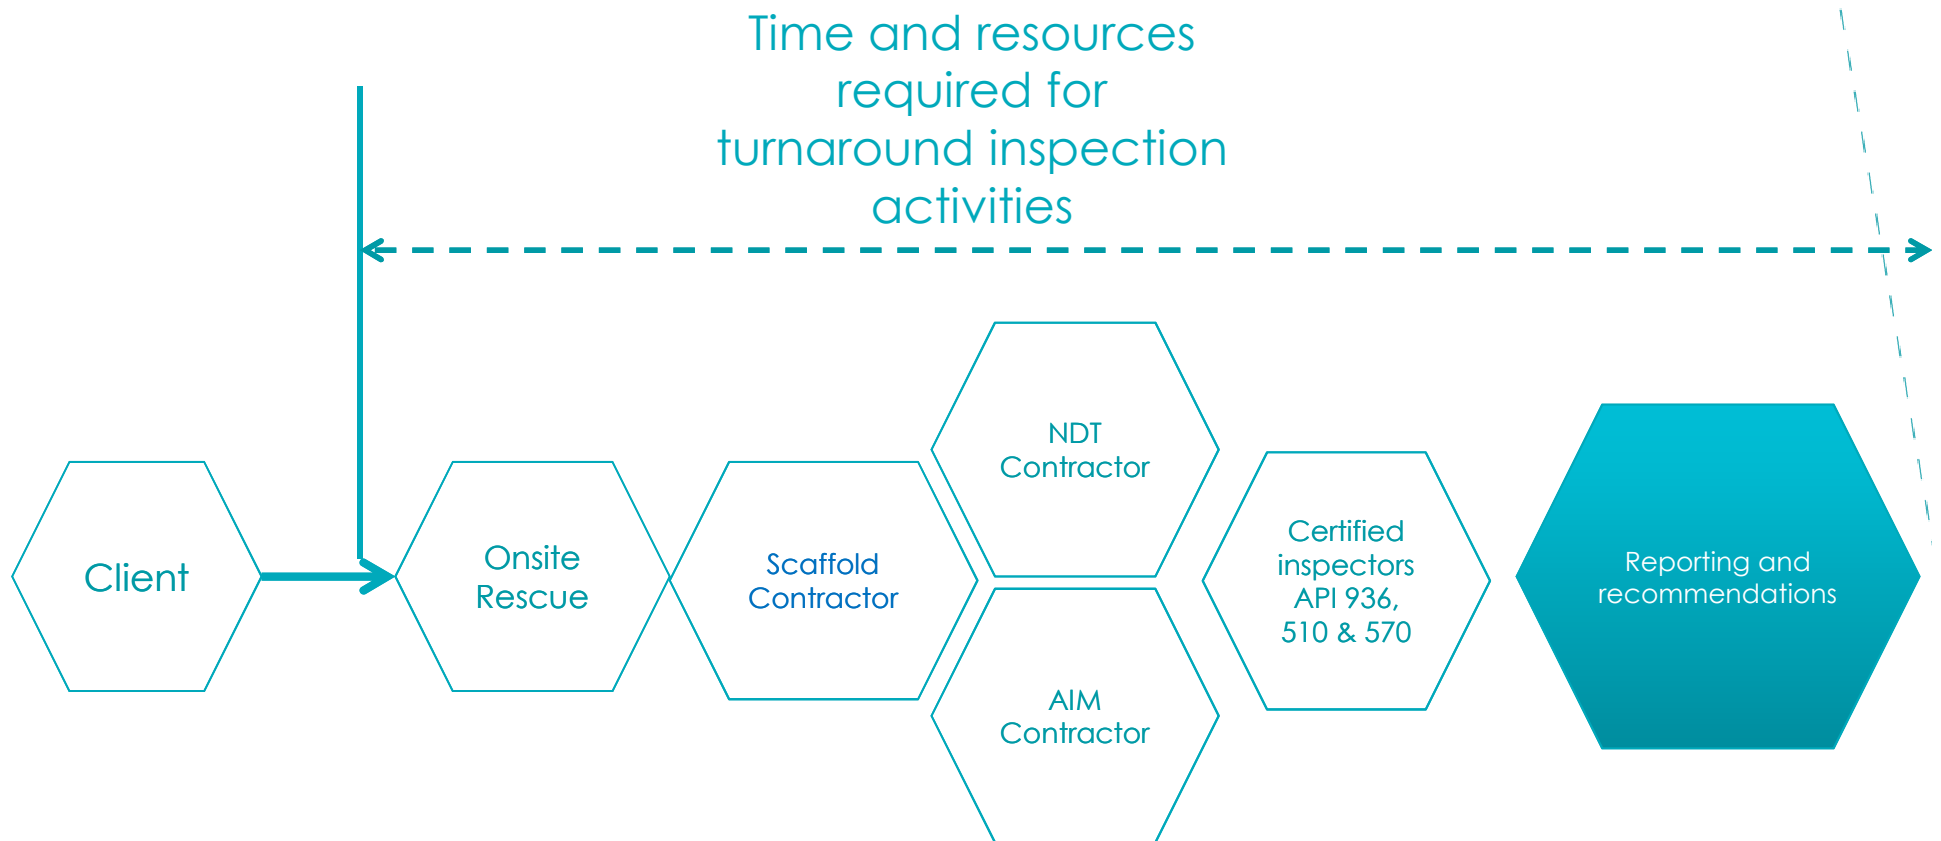 Time and resources
required for
turnaround inspection
activities
Client
Onsite
Rescue
Scaffold
Contractor
NDT
Contractor
AIM
Contractor
Certified
inspectors
API 936,
510 & 570
Reporting and
recommendations